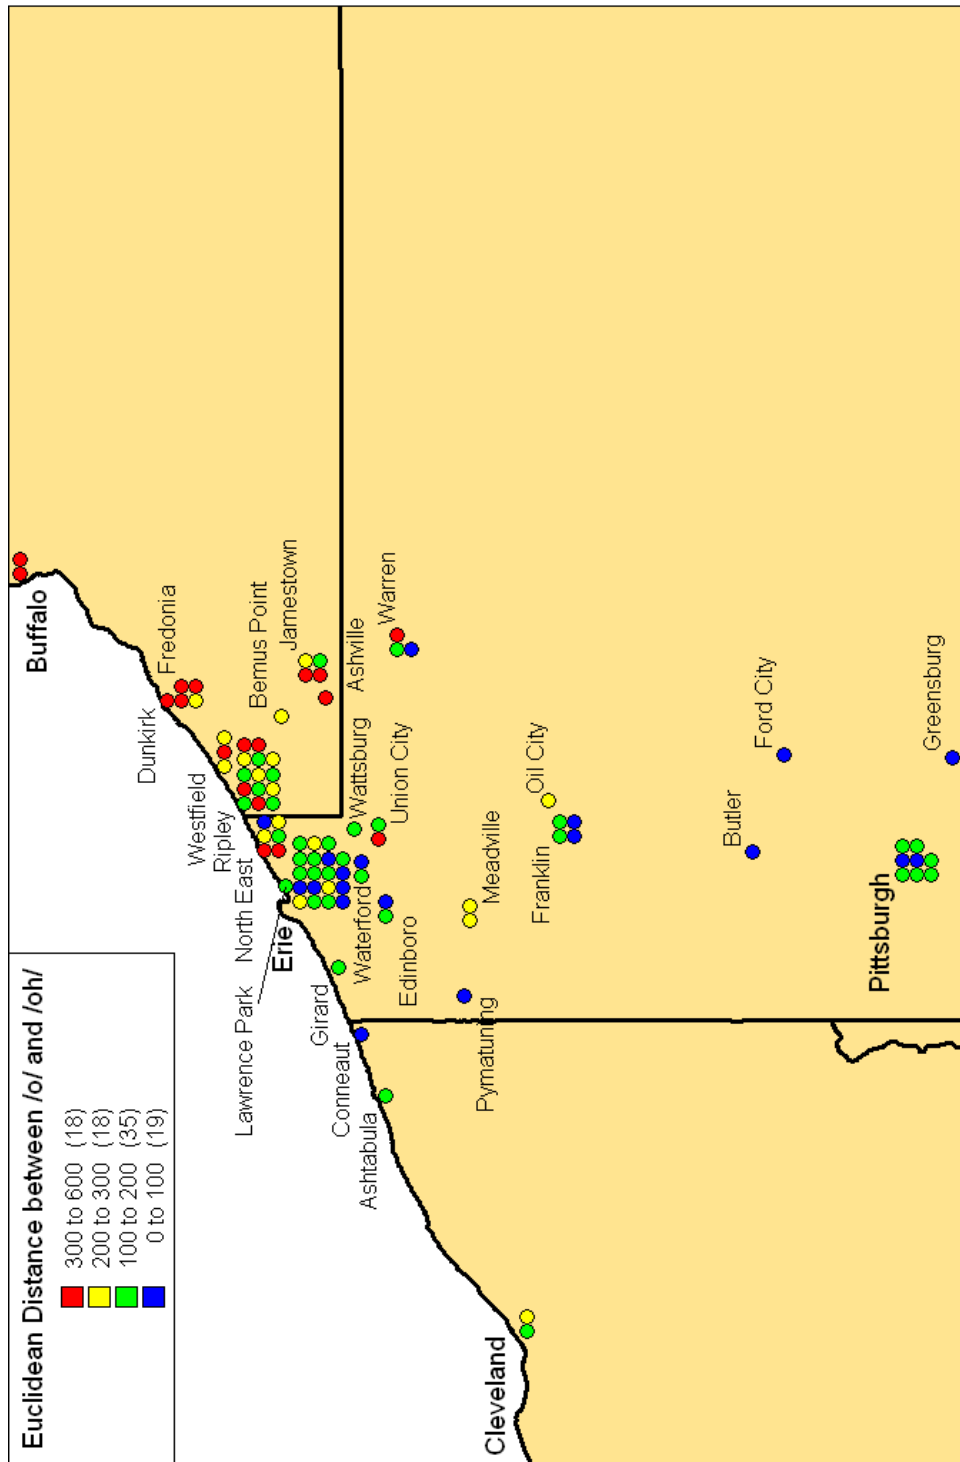 Euclidean Distance between /o/ and /oh/
300 to 600 (18)
200 to 300 (18)
100 to 200 (35)
0 to 100 (19)
Buffalo
Fredonia
Dunkirk
Bemus Point
Jamestown
Westfield
Ripley
Ashville
Warren
North East
Lawrence Park
Erie
Wattsburg
Union City
Waterford
Girard
Edinboro
Conneaut
Ashtabula
Meadville
Oil City
Pymatuning
Franklin
Cleveland
Butler
Ford City
Pittsburgh
Greensburg